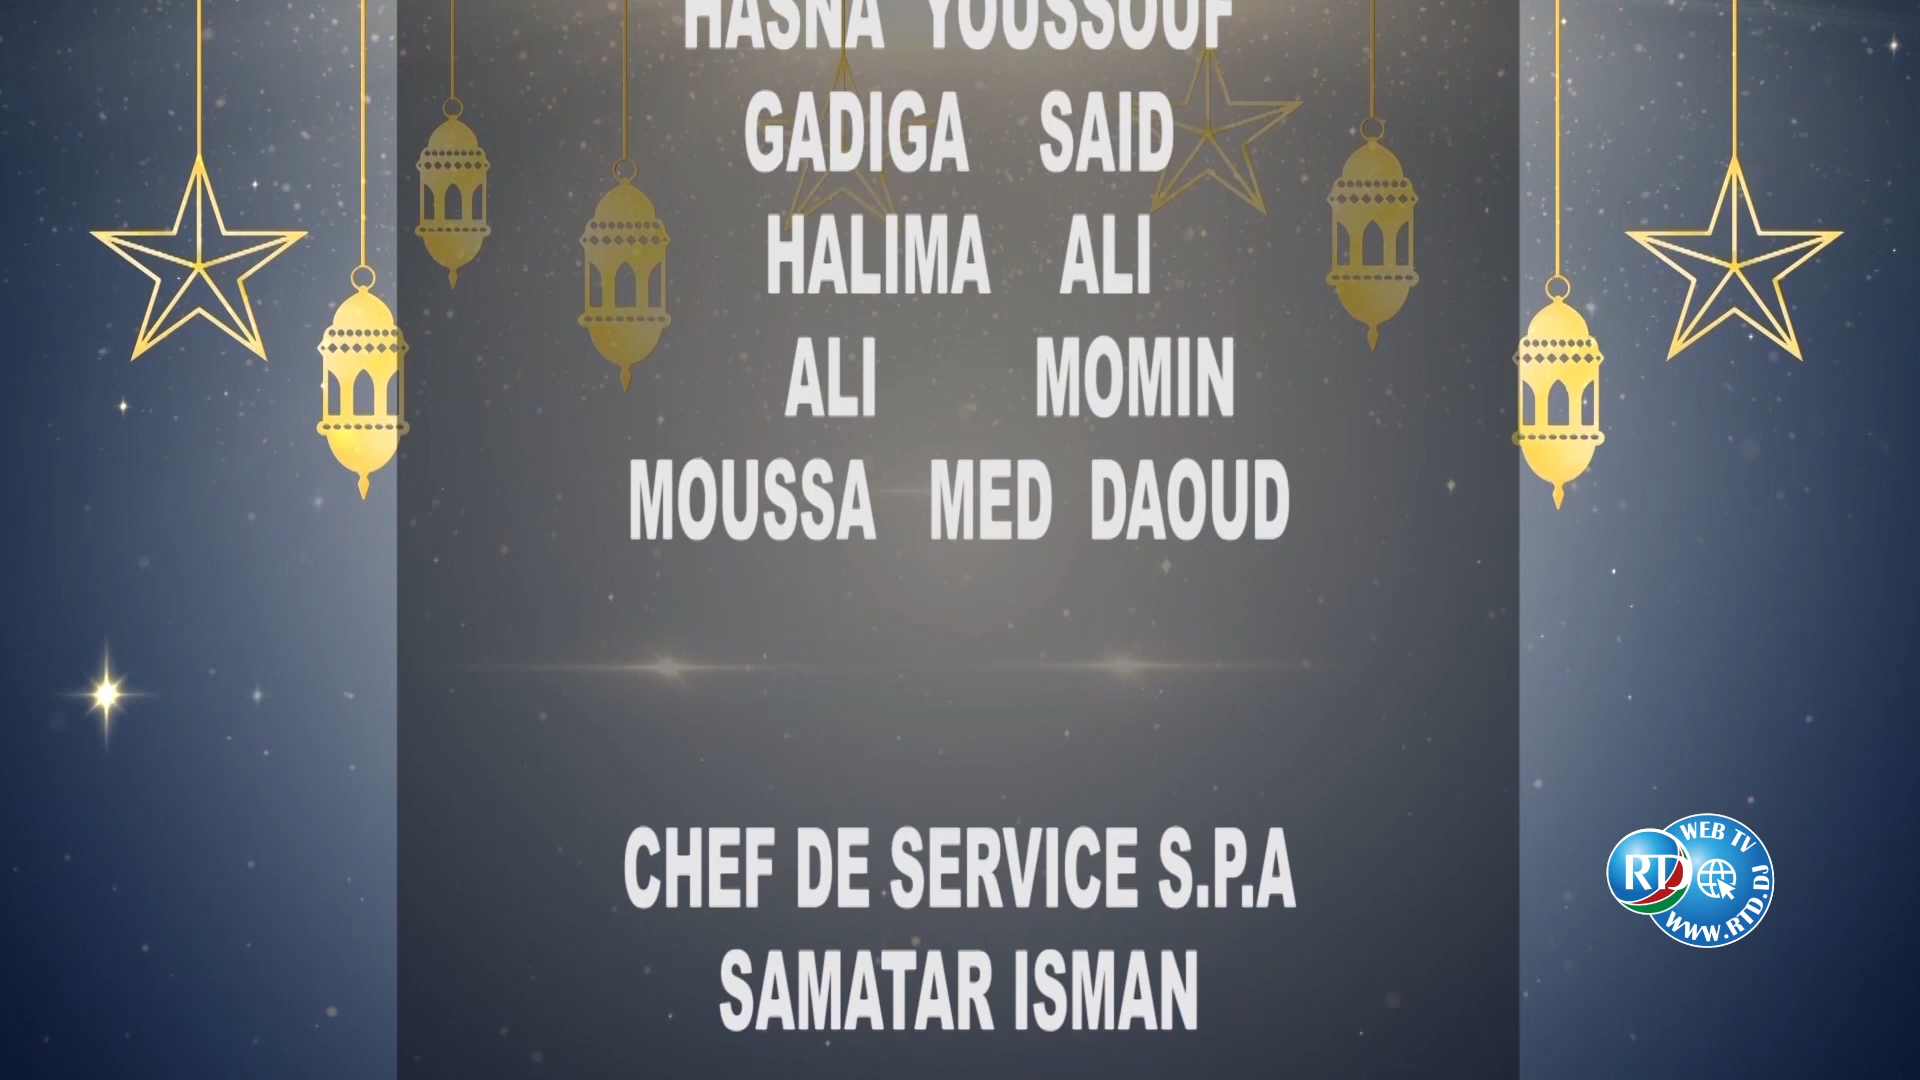 HASNA YOUSSOUF
GADIGA SAID
HALIMA ALI
ALI MOMIN
MOUSSA MED DAOUD
CHEF DE SERVICE S.P.A
SAMATAR ISMAN
WEB TV
RTD
WWW.RTD.DJ